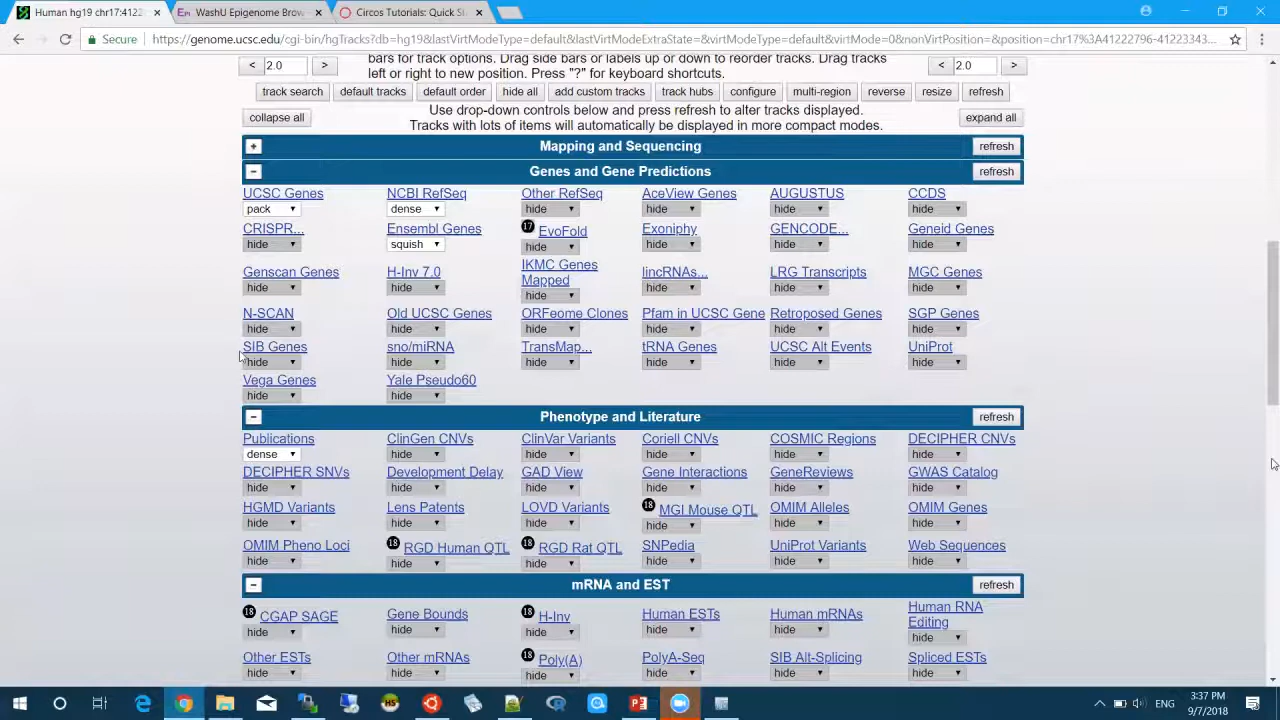 Human hg19 chr17:4122 WashU Epigenome Brow Circos Tutorials: Quick S
Secure https://genome.ucsc.edu/cgi-bin/hgTracks?db=hg19&lastVirtModeType=default&lastVirtModeExtraState=&virtModeType=default&virtMode=0&nonVirtPosition=&position=chr17%3A41222796-41223343...
bars for track options. Drag side bars or labels up or down to reorder tracks. Drag tracks
< 2.0 > < 2.0 >
left or right to new position. Press "?" for keyboard shortcuts.
track search default tracks default order hide all add custom tracks track hubs configure multi-region reverse resize refresh
Use drop-down controls below and press refresh to alter tracks displayed.
collapse all expand all
Tracks with lots of items will automatically be displayed in more compact modes.
+ Mapping and Sequencing refresh
- Genes and Gene Predictions refresh
UCSC Genes NCBI RefSeq Other RefSeq AceView Genes AUGUSTUS CCDS
pack dense hide hide hide hide
CRISPR... Ensembl Genes 17 EvoFold Exoniphy GENCODE... Geneid Genes
hide squish hide hide hide hide
Genscan Genes H-Inv 7.0 IKMC Genes Mapped lincRNAs... LRG Transcripts MGC Genes
hide hide hide hide hide hide
N-SCAN Old UCSC Genes ORFeome Clones Pfam in UCSC Gene Retroposed Genes SGP Genes
hide hide hide hide hide hide
SIB Genes sno/miRNA TransMap... tRNA Genes UCSC Alt Events UniProt
hide hide hide hide hide hide
Vega Genes Yale Pseudo60
hide hide
- Phenotype and Literature refresh
Publications ClinGen CNVs ClinVar Variants Coriell CNVs COSMIC Regions DECIPHER CNVs
dense hide hide hide hide hide
DECIPHER SNVs Development Delay GAD View Gene Interactions GeneReviews GWAS Catalog
hide hide hide hide hide hide
HGMD Variants Lens Patents LOVD Variants 18 MGI Mouse QTL OMIM Alleles OMIM Genes
hide hide hide hide hide hide
OMIM Pheno Loci 18 RGD Human QTL 18 RGD Rat QTL SNPedia UniProt Variants Web Sequences
hide hide hide hide hide hide
- mRNA and EST refresh
18 CGAP SAGE Gene Bounds 18 H-Inv Human ESTs Human mRNAs Human RNA Editing
hide hide hide hide hide hide
Other ESTs Other mRNAs 18 Poly(A) PolyA-Seq SIB Alt-Splicing Spliced ESTs
hide hide hide hide hide hide
ENG 3:37 PM
9/7/2018